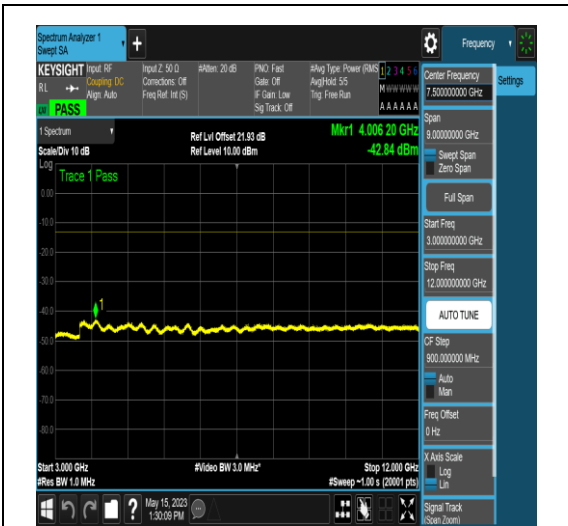 Spectrum Analyzer 1
Swept SA
+
Frequency
KEYSIGHT
RL
PASS
Input: RF
Coupling: DC
Align: Auto
Input Z: 50 Ω
Corrections: Off
Freq Ref: Int (S)
#Atten: 20 dB
PNO: Fast
Gate: Off
IF Gain: Low
Sig Track: Off
#Avg Type: Power (RMS
Avg|Hold: 5/5
Trig: Free Run
1 2 3 4 5 6
M W W W W W
A A A A A A
1 Spectrum
Scale/Div 10 dB
Ref Lvl Offset 21.93 dB
Ref Level 10.00 dBm
Mkr1 4.006 20 GHz
-42.84 dBm
Log
Trace 1 Pass
0.00
-10.0
-20.0
-30.0
-40.0
-50.0
-60.0
-70.0
-80.0
1
Start 3.000 GHz
#Res BW 1.0 MHz
#Video BW 3.0 MHz*
Stop 12.000 GHz
#Sweep ~1.00 s (20001 pts)
Center Frequency
7.500000000 GHz
Settings
Span
9.00000000 GHz
Swept Span
Zero Span
Full Span
Start Freq
3.000000000 GHz
Stop Freq
12.000000000 GHz
AUTO TUNE
CF Step
900.000000 MHz
Auto
Man
Freq Offset
0 Hz
X Axis Scale
Log
Lin
Signal Track
(Span Zoom)
?
May 15, 2023
1:30:09 PM